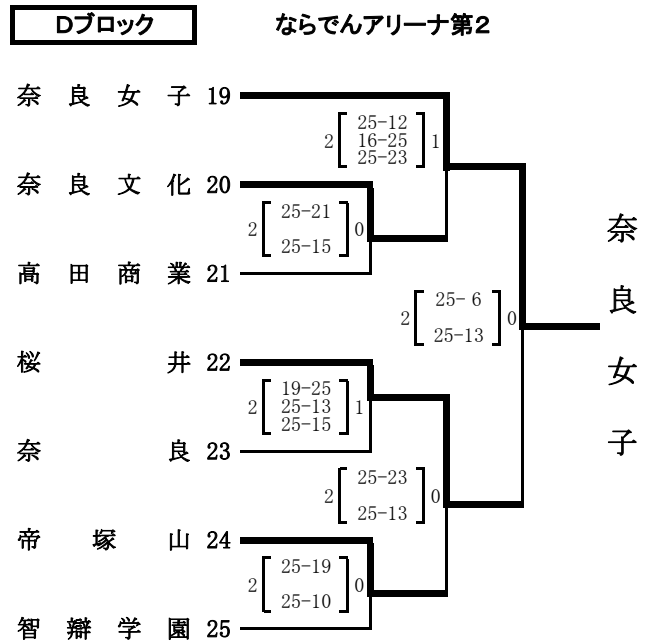 Dブロック
ならでんアリーナ第2
奈良女子 19
2 25-12 1
16-25
25-23
奈良文化 20
2 25-21 0
25-15
高田商業 21
2 25- 6 0
25-13
奈良女子
桜井 22
2 19-25 1
25-13
25-15
奈良 23
2 25-23 0
25-13
帝塚山 24
2 25-19 0
25-10
智辯学園 25